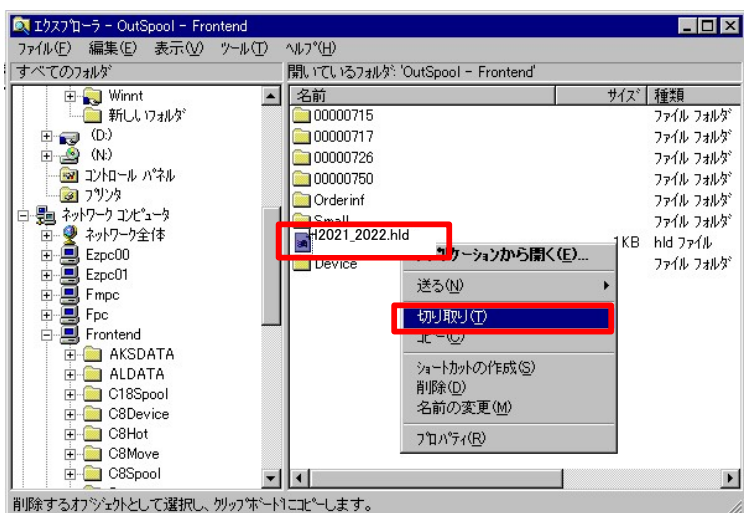 エクスプローラ - OutSpool - Frontend
ファイル(F) 編集(E) 表示(V) ツール(T) ヘルプ(H)
すべてのフォルダ
開いているフォルダ: 'OutSpool - Frontend'
Winnt
新しいフォルダ
(D:)
(N:)
コントロール パネル
プリンタ
ネットワーク コンピュータ
ネットワーク全体
Ezpc00
Ezpc01
Fmpc
Fpc
Frontend
AKSDATA
ALDATA
C18Spool
C8Device
C8Hot
C8Move
C8Spool
名前 サイズ 種類
00000715 ファイル フォルダ
00000717 ファイル フォルダ
00000726 ファイル フォルダ
00000750 ファイル フォルダ
Orderinf ファイル フォルダ
Small ファイル フォルダ
H2021_2022.hld 1KB hld ファイル
Device ファイル フォルダ
ケーションから開く(E)...
送る(N)
切り取り(T)
コピー(C)
ショートカットの作成(S)
削除(D)
名前の変更(M)
プロパティ(R)
削除するオブジェクトとして選択し、クリップボードにコピーします。